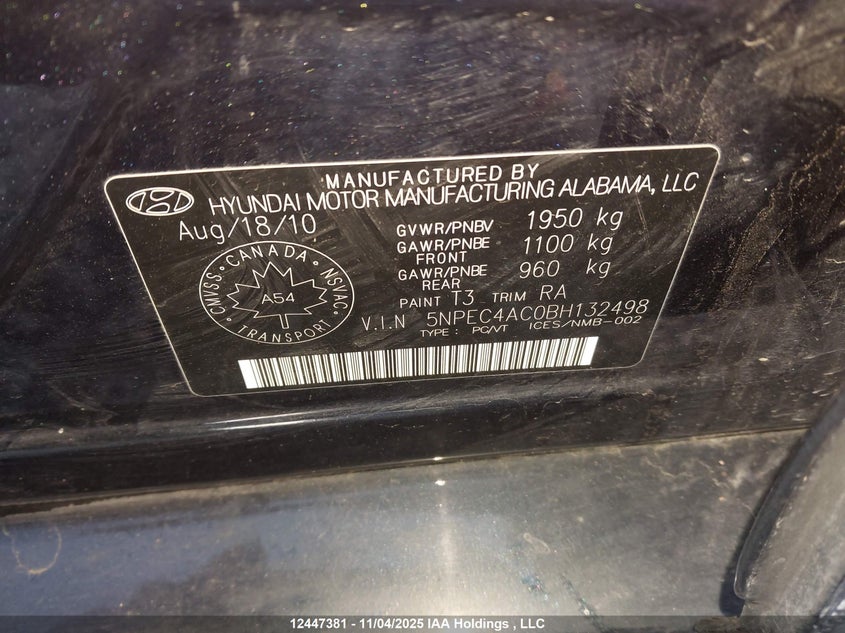 MANUFACTURED BY
HYUNDAI MOTOR MANUFACTURING ALABAMA, LLC
Aug/18/10
GVWR/PNBV 1950 kg
GAWR/PNBE FRONT 1100 kg
GAWR/PNBE REAR 960 kg
PAINT T3 TRIM RA
V.I.N 5NPEC4AC0BH132498
TYPE : PC/VT ICES/NMB-002
CMVSS · CANADA · NSVAC · TRANSPORT ·
A54
12447381 - 11/04/2025 IAA Holdings , LLC